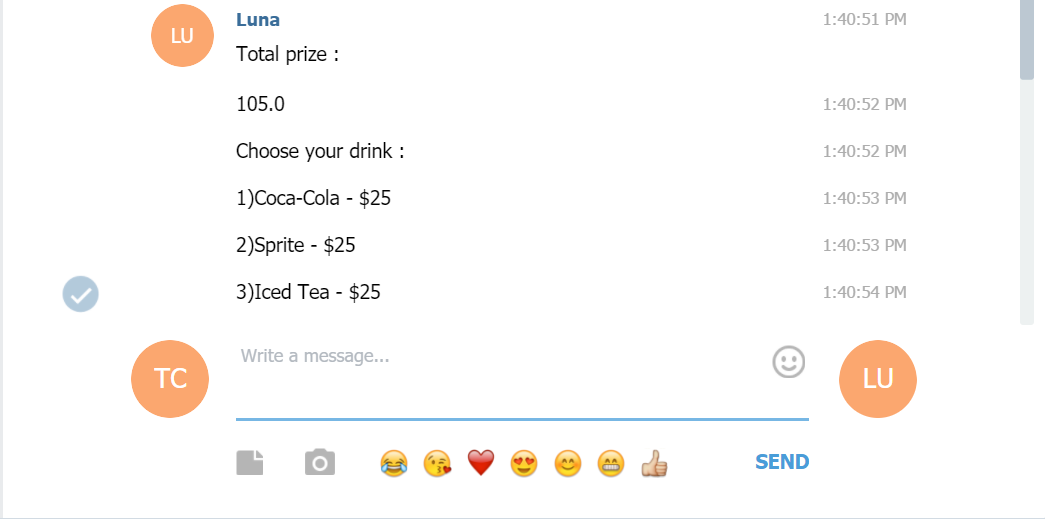 LU
Luna 1:40:51 PM
Total prize :
105.0 1:40:52 PM
Choose your drink : 1:40:52 PM
1)Coca-Cola - $25 1:40:53 PM
2)Sprite - $25 1:40:53 PM
3)Iced Tea - $25 1:40:54 PM
TC
Write a message...
LU
SEND